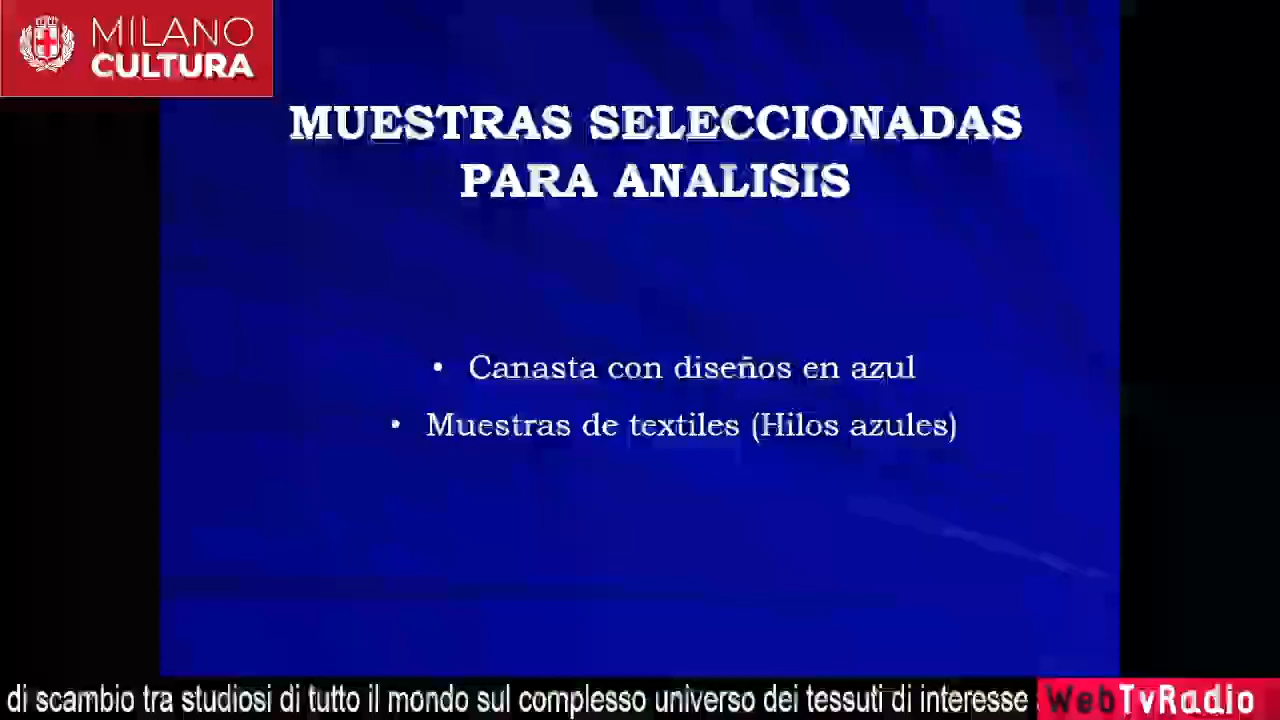 MILANO
CULTURA
MUESTRAS SELECCIONADAS
PARA ANALISIS
• Canasta con diseños en azul
• Muestras de textiles (Hilos azules)
di scambio tra studiosi di tutto il mondo sul complesso universo dei tessuti di interesse
WebTvRadio